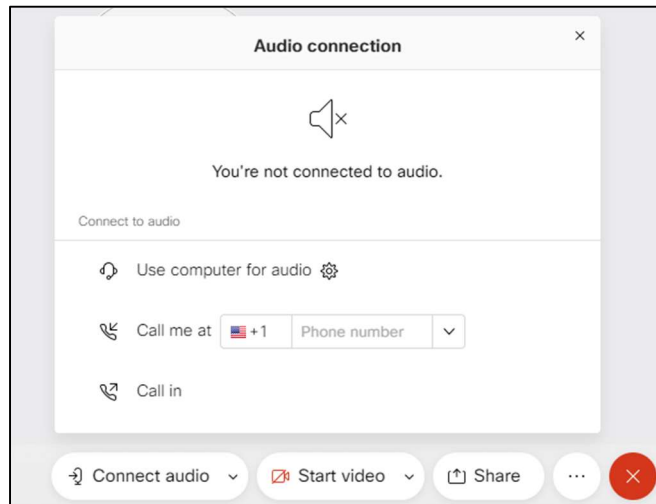 Audio connection
You're not connected to audio.
Connect to audio
Use computer for audio
Call me at +1 Phone number
Call in
Connect audio Start video Share